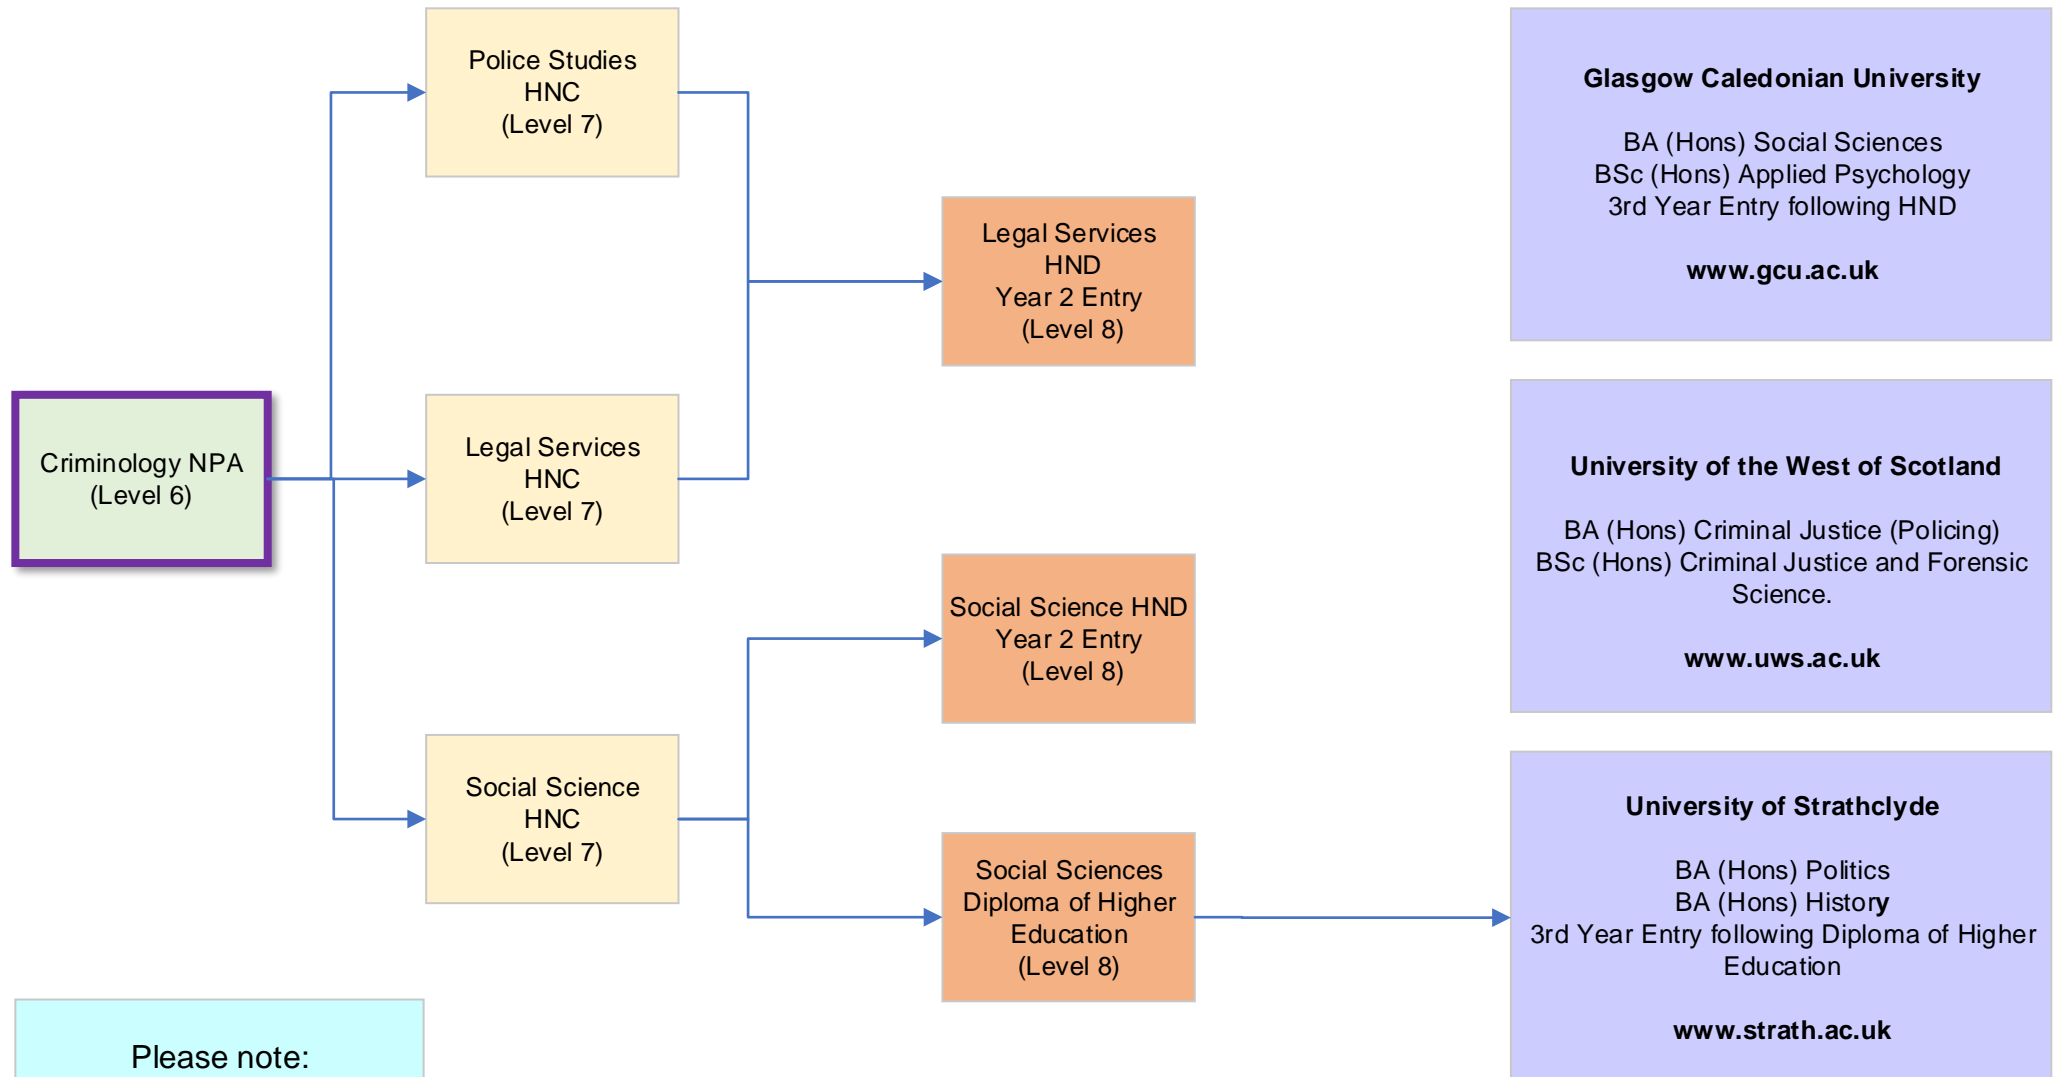 Criminology NPA
(Level 6)
Police Studies
HNC
(Level 7)
Legal Services
HNC
(Level 7)
Social Science
HNC
(Level 7)
Legal Services
HND
Year 2 Entry
(Level 8)
Social Science HND
Year 2 Entry
(Level 8)
Social Sciences
Diploma of Higher
Education
(Level 8)
Glasgow Caledonian University
BA (Hons) Social Sciences
BSc (Hons) Applied Psychology
3rd Year Entry following HND
www.gcu.ac.uk
University of the West of Scotland
BA (Hons) Criminal Justice (Policing)
BSc (Hons) Criminal Justice and Forensic
Science.
www.uws.ac.uk
University of Strathclyde
BA (Hons) Politics
BA (Hons) History
3rd Year Entry following Diploma of Higher
Education
www.strath.ac.uk
Please note: